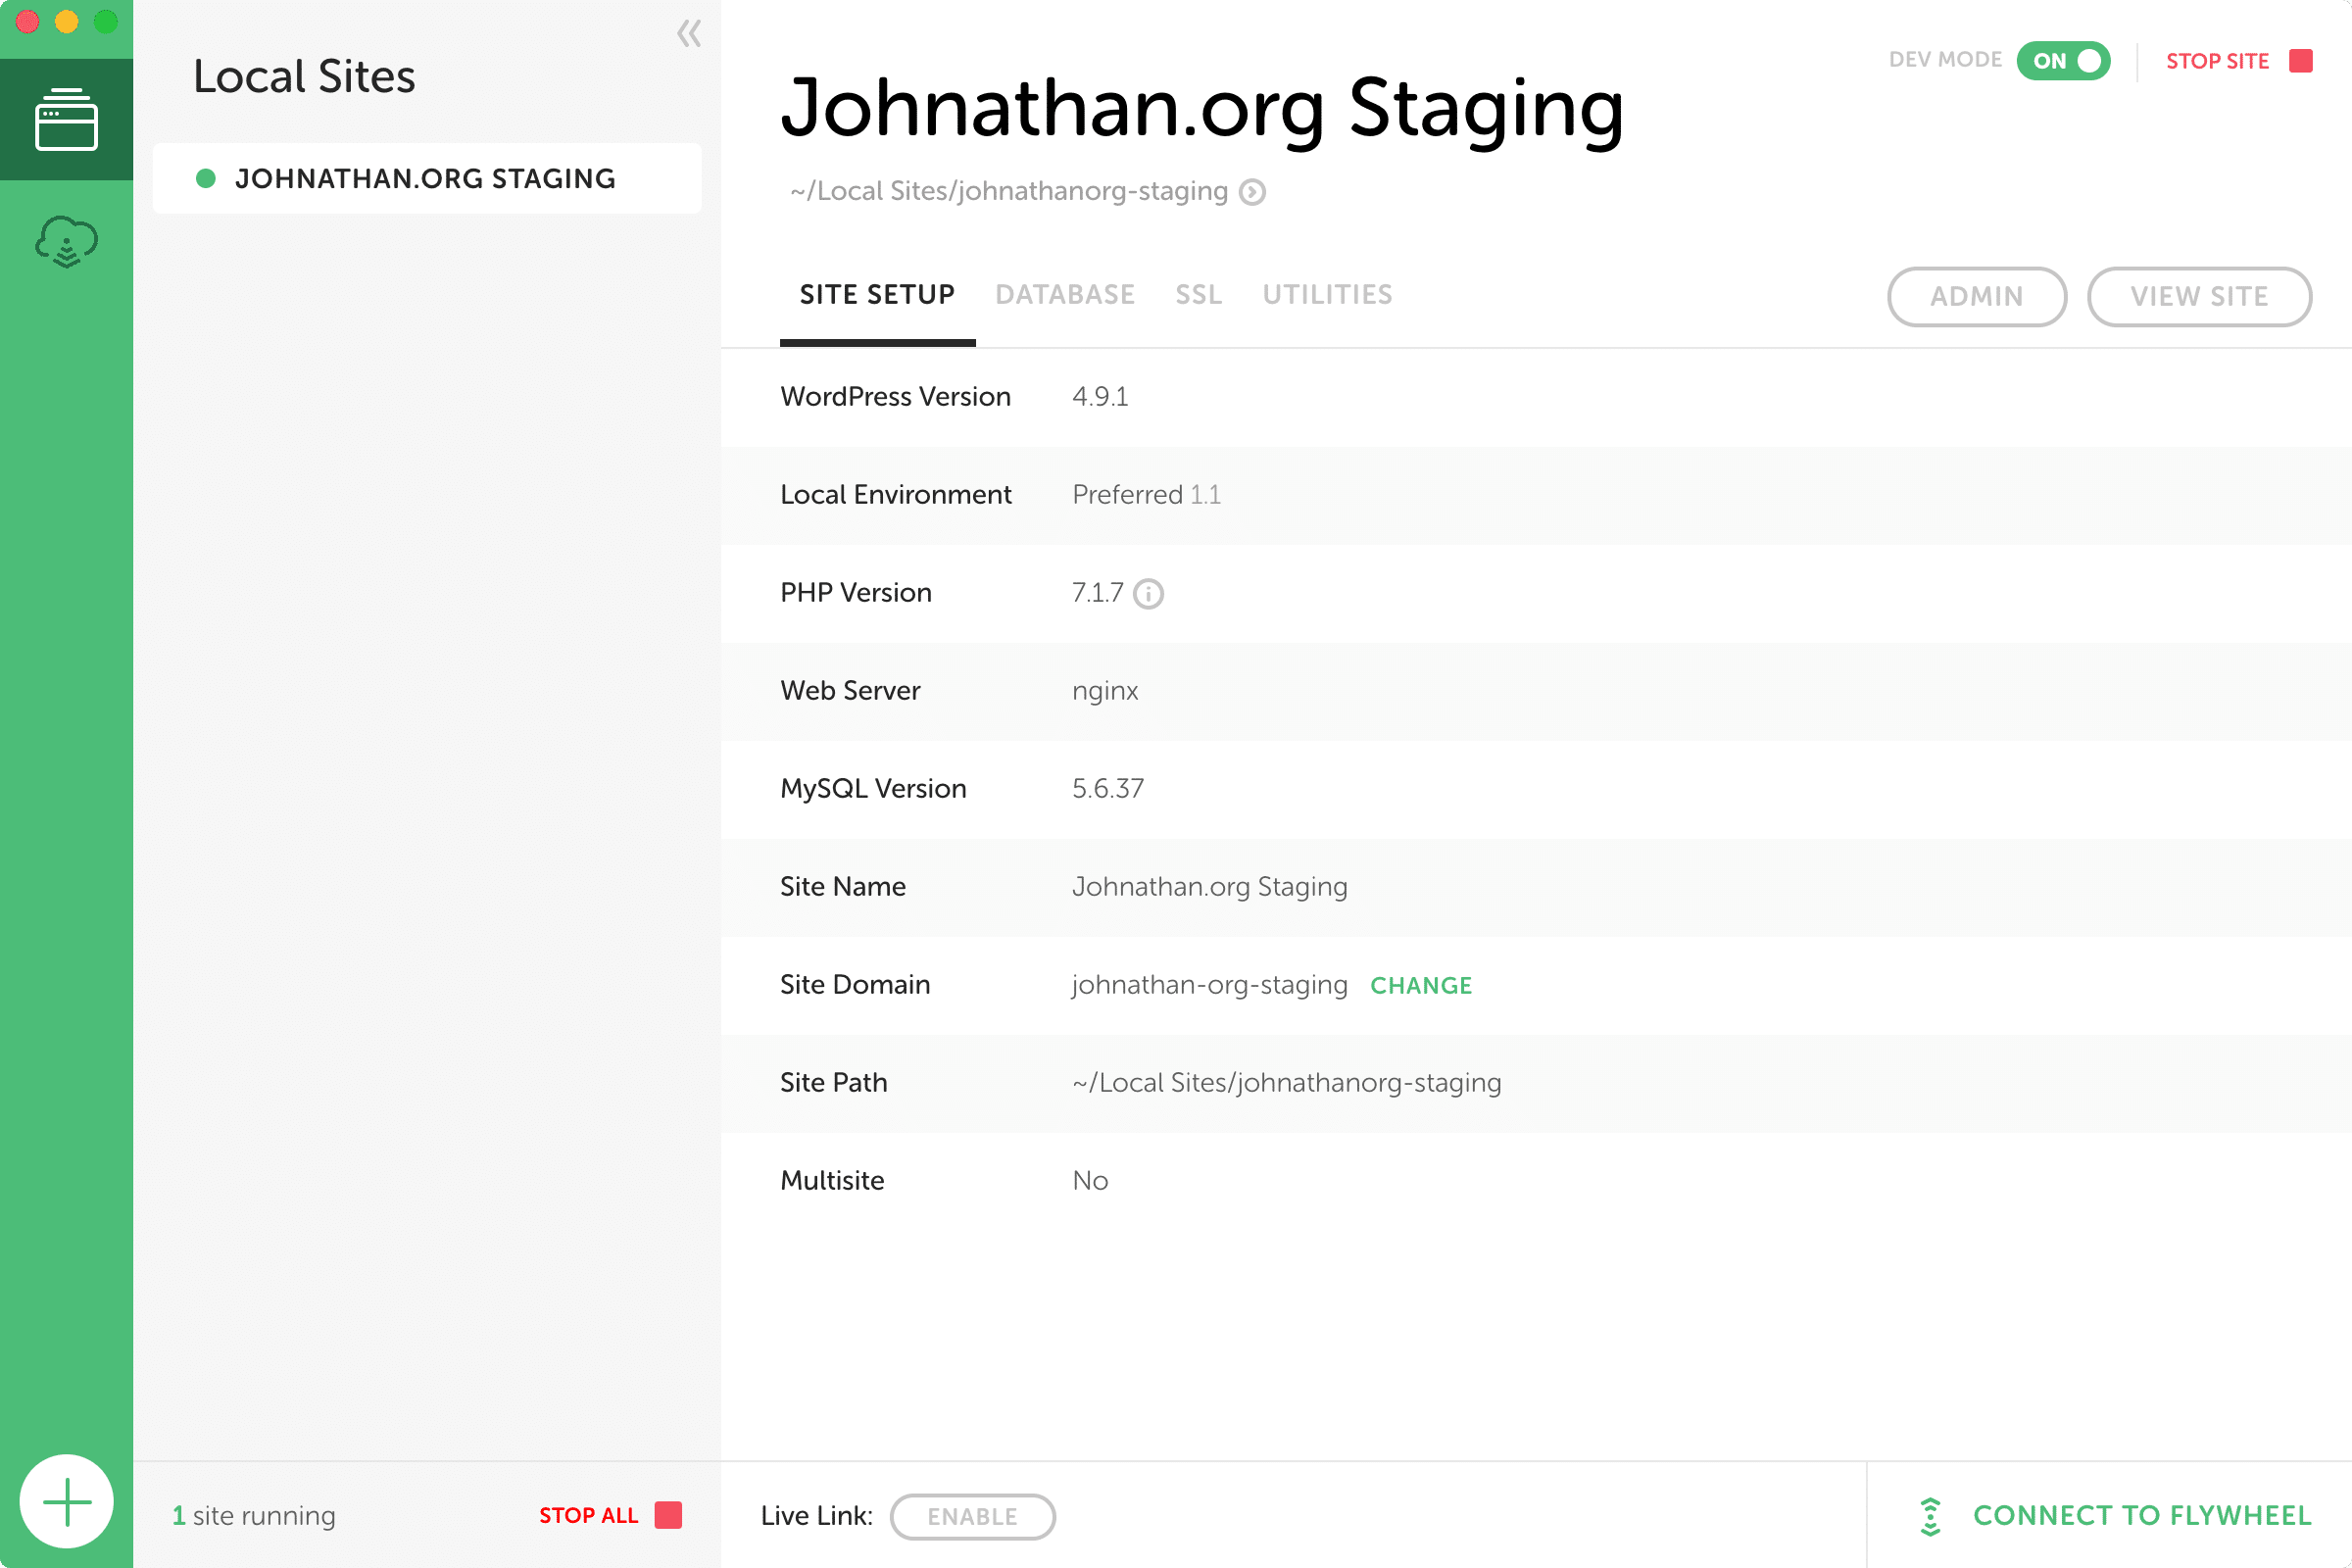 Local Sites
JOHNATHAN.ORG STAGING
1 site running
STOP ALL
DEV MODE ON
STOP SITE
Johnathan.org Staging
~/Local Sites/johnathanorg-staging
SITE SETUP DATABASE SSL UTILITIES
ADMIN VIEW SITE
WordPress Version 4.9.1
Local Environment Preferred 1.1
PHP Version 7.1.7
Web Server nginx
MySQL Version 5.6.37
Site Name Johnathan.org Staging
Site Domain johnathan-org-staging CHANGE
Site Path ~/Local Sites/johnathanorg-staging
Multisite No
Live Link: ENABLE
CONNECT TO FLYWHEEL